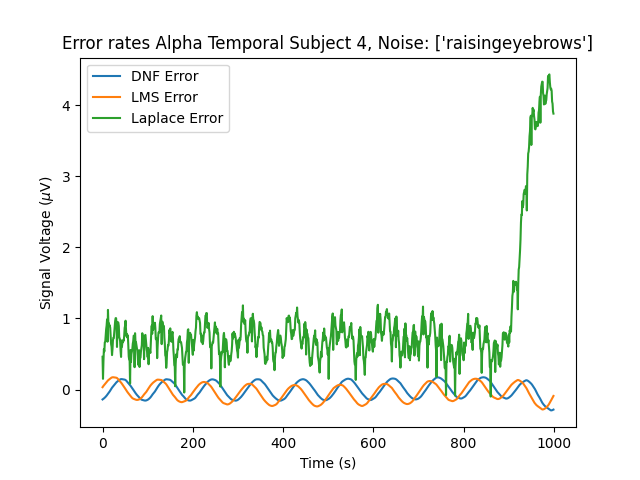 Error rates Alpha Temporal Subject 4, Noise: ['raisingeyebrows']
DNF Error
LMS Error
Laplace Error
Signal Voltage (μV)
4
3
2
1
0
0
200
400
600
800
1000
Time (s)